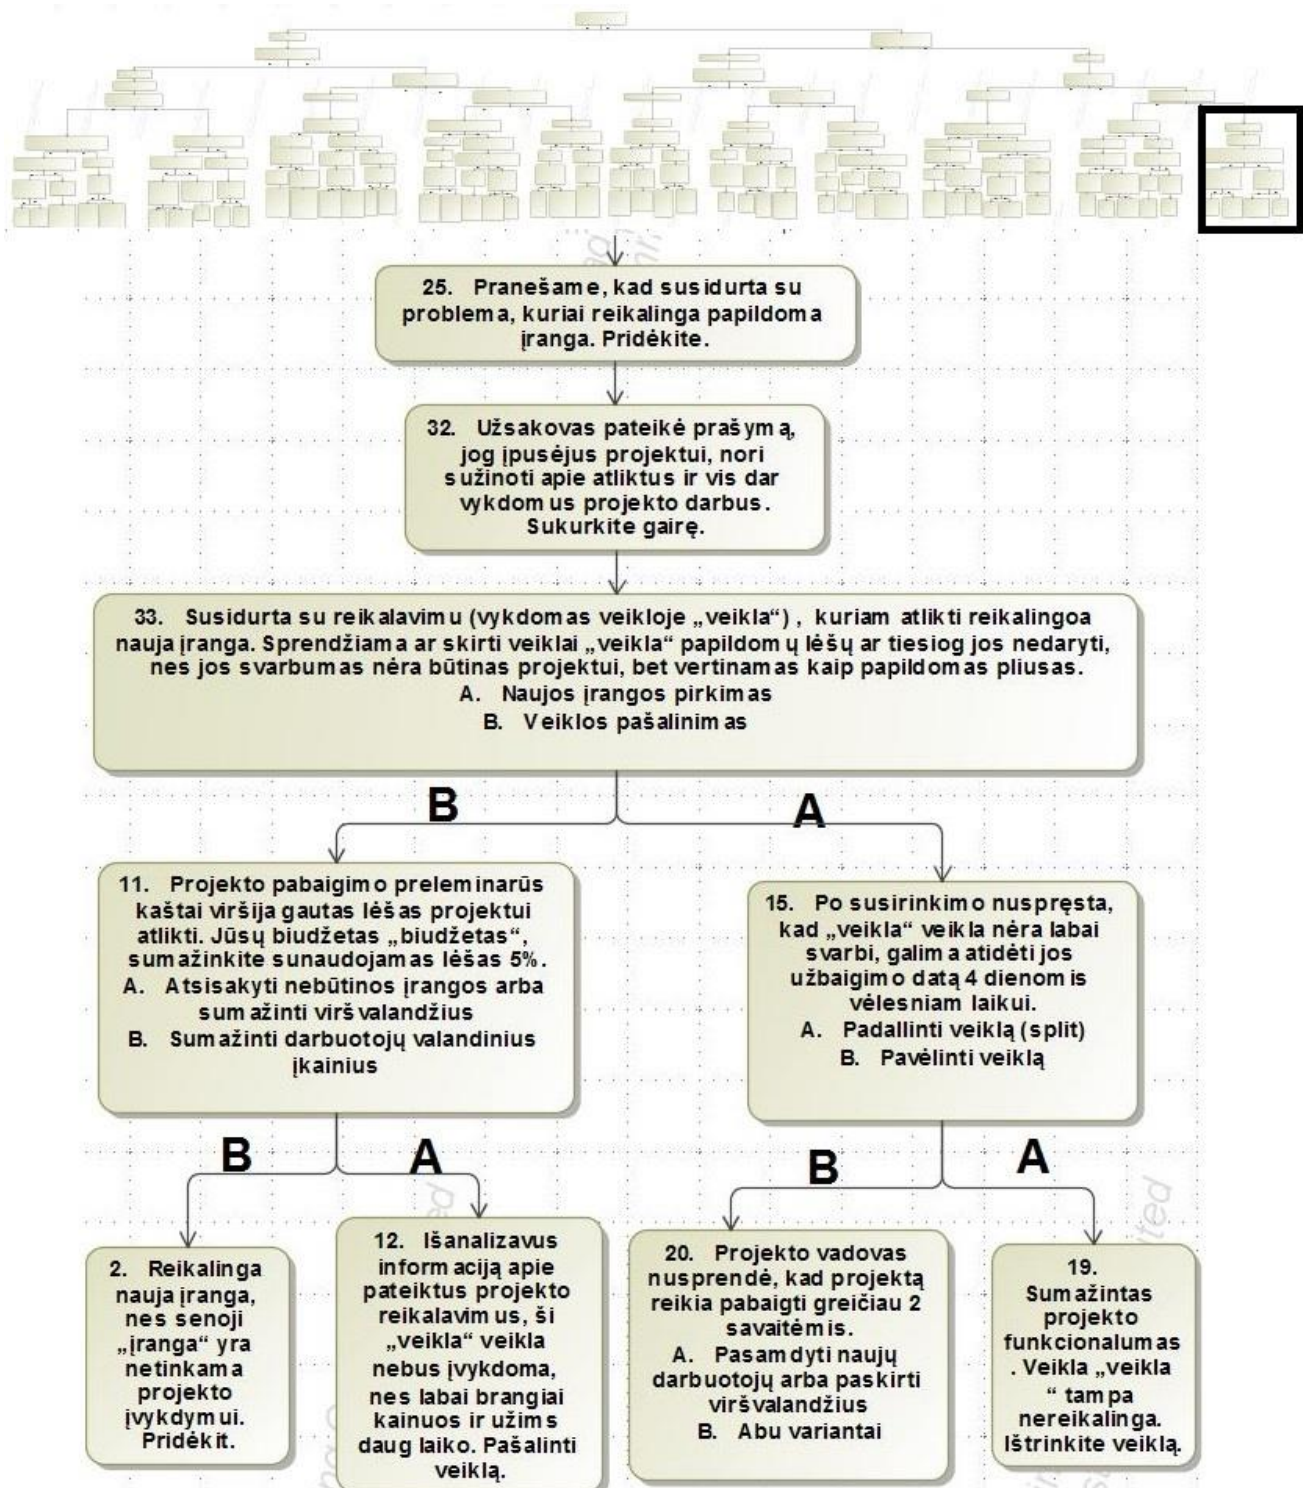 25. Pranešame, kad susidurta su
problema, kuriai reikalinga papildoma
įranga. Pridėkite.
32. Užsakovas pateikė prašymą,
jog įpusėjus projektui, nori
sužinoti apie atliktus ir vis dar
vykdomus projekto darbus.
Sukurkite gairę.
33. Susidurta su reikalavimu (vykdomas veikloje „veikla“) , kuriam atlikti reikalingoa
nauja įranga. Sprendžiama ar skirti veiklai „veikla“ papildomų lėšų ar tiesiog jos nedaryti,
nes jos svarbumas nėra būtinas projektui, bet vertinamas kaip papildomas pliusas.
A. Naujos įrangos pirkimas
B. Veiklos pašalinimas
B
A
11. Projekto pabaigimo preleminarūs
kaštai viršija gautas lėšas projektui
atlikti. Jūsų biudžetas „biudžetas“,
sumažinkite sunaudojamas lėšas 5%.
A. Atsisakyti nebūtinos įrangos arba
sumažinti viršvalandžius
B. Sumažinti darbuotojų valandinius
įkainius
15. Po susirinkimo nuspręsta,
kad „veikla“ veikla nėra labai
svarbi, galima atidėti jos
užbaigimo datą 4 dienomis
vėlesniam laikui.
A. Padallinti veiklą (split)
B. Pavėlinti veiklą
B
A
B
A
2. Reikalinga
nauja įranga,
nes senoji
„įranga“ yra
netinkama
projekto
įvykdymui.
Pridėkit.
12. Išanalizavus
informaciją apie
pateiktus projekto
reikalavimus, ši
„veikla“ veikla
nebus įvykdoma,
nes labai brangiai
kainuos ir užims
daug laiko. Pašalinti
veiklą.
20. Projekto vadovas
nusprendė, kad projektą
reikia pabaigti greičiau 2
savaitėmis.
A. Pasamdyti naujų
darbuotojų arba paskirti
viršvalandžius
B. Abu variantai
19.
Sumažintas
projekto
funkcionalumas
. Veikla „veikla
“ tampa
nereikalinga.
Ištrinkite veiklą.